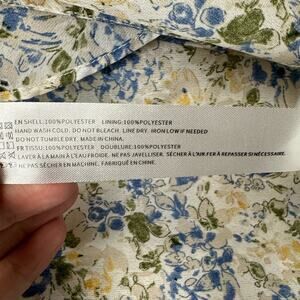 EN SHELL:100%POLYESTER LINING:100%POLYESTER
HAND WASH COLD. DO NOT BLEACH. LINE DRY. IRON LOW IF NEEDED
DO NOT TUMBLE DRY. MADE IN CHINA.
FR TISSU:100%POLYESTER DOUBLURE:100%POLYESTER
LAVER À LA MAIN À L'EAU FROIDE. NE PAS JAVELLISER. SÉCHER À L'AIR.FER À REPASSER SI NÉCESSAIRE.
NE PAS SÉCHER EN MACHINE. FABRIQUÉ EN CHINE.